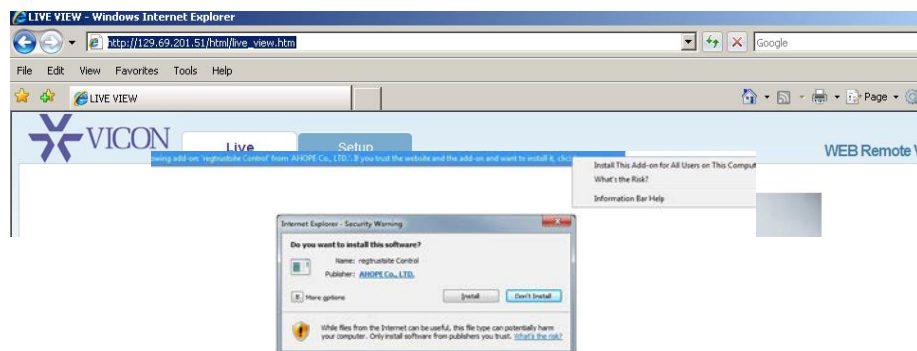 LIVE VIEW - Windows Internet Explorer
http://129.69.201.51/html/live_view.htm
Google
File Edit View Favorites Tools Help
LIVE VIEW
Page
VICON
Live
Setup
WEB Remote
owing add-on: 'regtrustsite Control' from 'AHOPE Co., LTD.'. If you trust the website and the add-on and want to install it, click
Install This Add-on for All Users on This Comput
What's the Risk?
Information Bar Help
Internet Explorer - Security Warning
Do you want to install this software?
Name: regtrustsite Control
Publisher: AHOPE Co., LTD.
More options
Install
Don't Install
While files from the Internet can be useful, this file type can potentially harm
your computer. Only install software from publishers you trust. What's the risk?